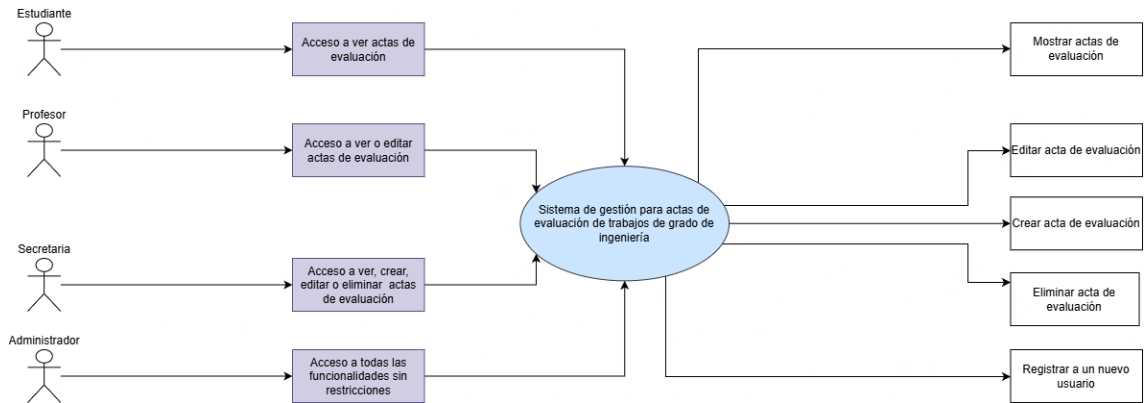 Estudiante
Acceso a ver actas de
evaluación
Mostrar actas de
evaluación
Profesor
Acceso a ver o editar
actas de evaluación
Editar acta de evaluación
Sistema de gestión para actas de
evaluación de trabajos de grado de
ingeniería
Crear acta de evaluación
Secretaria
Acceso a ver, crear,
editar o eliminar actas
de evaluación
Eliminar acta de
evaluación
Administrador
Acceso a todas las
funcionalidades sin
restricciones
Registrar a un nuevo
usuario